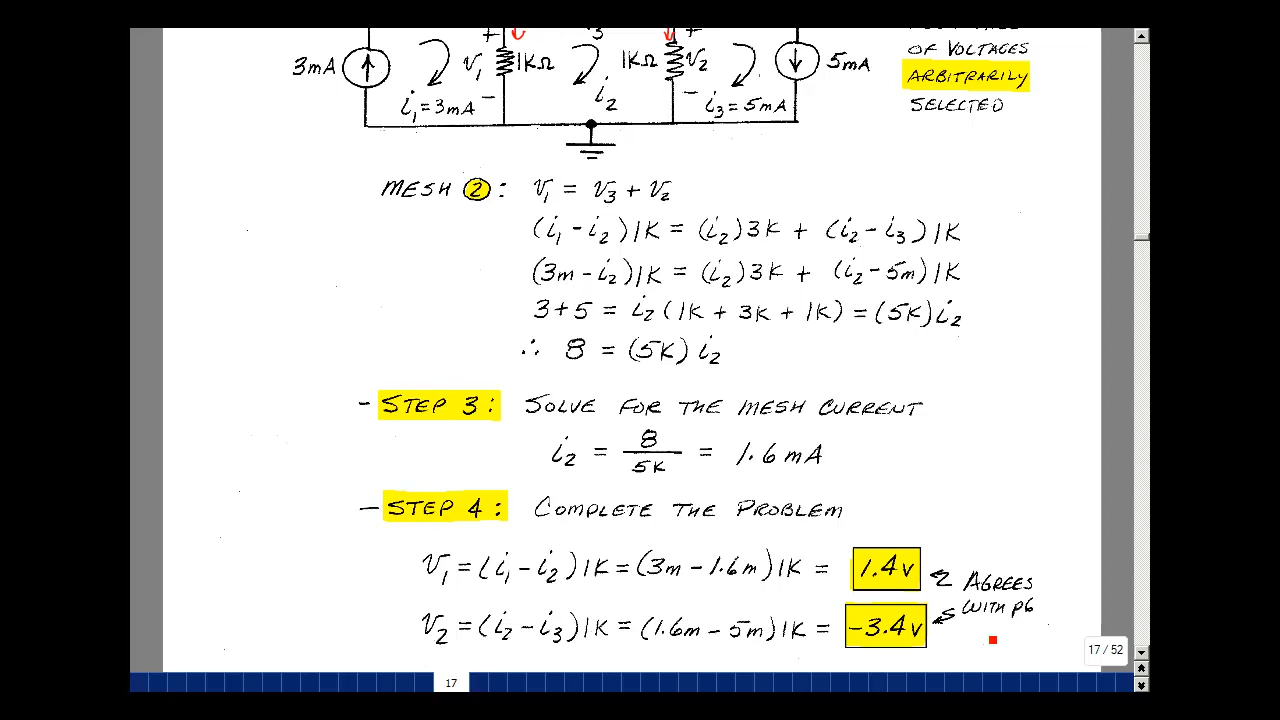 OF VOLTAGES
ARBITRARILY
SELECTED
3mA
+
V1
1KΩ
-
i1 = 3mA
3
i2
1KΩ
+
V2
-
i3 = 5mA
5mA
MESH 2 : V1 = V3 + V2
(i1 - i2)1K = (i2)3K + (i2 - i3)1K
(3m - i2)1K = (i2)3K + (i2 - 5m)1K
3 + 5 = i2 (1K + 3K + 1K) = (5K)i2
∴ 8 = (5K) i2
- STEP 3: SOLVE FOR THE MESH CURRENT
i2 = 8/5K = 1.6mA
- STEP 4: COMPLETE THE PROBLEM
V1 = (i1 - i2)1K = (3m - 1.6m)1K = 1.4v
V2 = (i2 - i3)1K = (1.6m - 5m)1K = -3.4v
AGREES
WITH P6
17 / 52
17